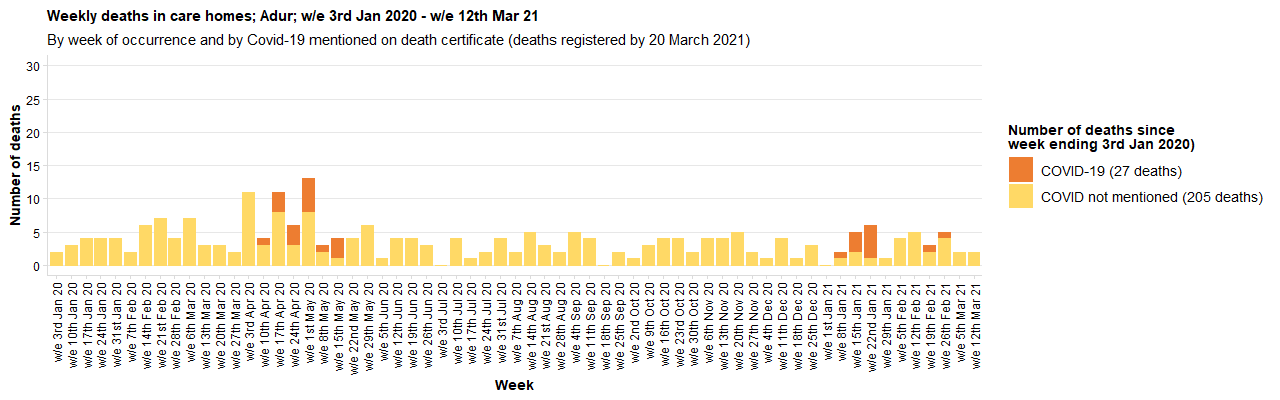 Weekly deaths in care homes; Adur; w/e 3rd Jan 2020 - w/e 12th Mar 21
By week of occurrence and by Covid-19 mentioned on death certificate (deaths registered by 20 March 2021)
Number of deaths
30
25
20
15
10
5
0
w/e 3rd Jan 20
w/e 10th Jan 20
w/e 17th Jan 20
w/e 24th Jan 20
w/e 31st Jan 20
w/e 7th Feb 20
w/e 14th Feb 20
w/e 21st Feb 20
w/e 28th Feb 20
w/e 6th Mar 20
w/e 13th Mar 20
w/e 20th Mar 20
w/e 27th Mar 20
w/e 3rd Apr 20
w/e 10th Apr 20
w/e 17th Apr 20
w/e 24th Apr 20
w/e 1st May 20
w/e 8th May 20
w/e 15th May 20
w/e 22nd May 20
w/e 29th May 20
w/e 5th Jun 20
w/e 12th Jun 20
w/e 19th Jun 20
w/e 26th Jun 20
w/e 3rd Jul 20
w/e 10th Jul 20
w/e 17th Jul 20
w/e 24th Jul 20
w/e 31st Jul 20
w/e 7th Aug 20
w/e 14th Aug 20
w/e 21st Aug 20
w/e 28th Aug 20
w/e 4th Sep 20
w/e 11th Sep 20
w/e 18th Sep 20
w/e 25th Sep 20
w/e 2nd Oct 20
w/e 9th Oct 20
w/e 16th Oct 20
w/e 23rd Oct 20
w/e 30th Oct 20
w/e 6th Nov 20
w/e 13th Nov 20
w/e 20th Nov 20
w/e 27th Nov 20
w/e 4th Dec 20
w/e 11th Dec 20
w/e 18th Dec 20
w/e 25th Dec 20
w/e 1st Jan 21
w/e 8th Jan 21
w/e 15th Jan 21
w/e 22nd Jan 21
w/e 29th Jan 21
w/e 5th Feb 21
w/e 12th Feb 21
w/e 19th Feb 21
w/e 26th Feb 21
w/e 5th Mar 21
w/e 12th Mar 21
Week
Number of deaths since
week ending 3rd Jan 2020)
COVID-19 (27 deaths)
COVID not mentioned (205 deaths)